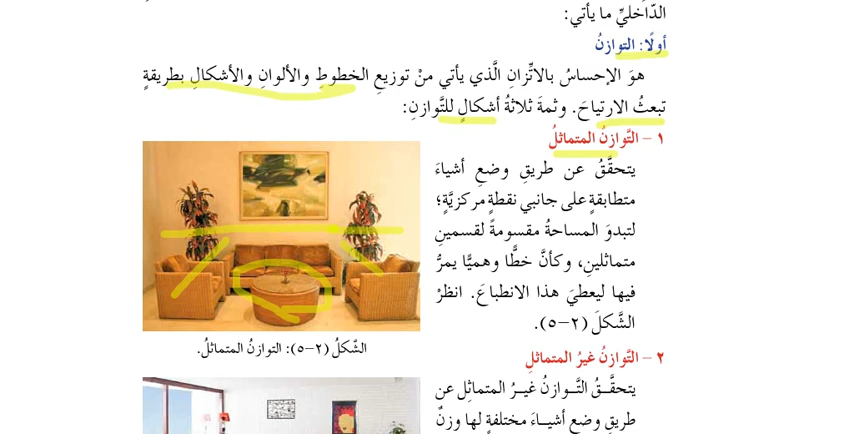 الدّاخليِّ ما يأتي:
أولًا: التوازنُ
هوَ الإحساسُ بالاتِّزانِ الَّذي يأتي منْ توزيعِ الخطوطِ والألوانِ والأشكالِ بطريقةٍ
تبعثُ الارتياحَ. وثمةَ ثلاثةُ أشكالٍ للتَّوازنِ:
١ – التَّوازنُ المتماثلُ
يتحقَّقُ عن طريقِ وضعِ أشياءَ
متطابقةٍ على جانبي نقطةٍ مركزيَّةٍ؛
لتبدوَ المساحةُ مقسومةً لقسمينِ
متماثلينِ، وكأنَّ خطًّا وهميًّا يمرُّ
فيها ليعطيَ هذا الانطباعَ. انظرْ
الشَّكلَ (٢–٥).
الشّكلُ (٢–٥): التوازنُ المتماثلُ.
٢ – التَّوازنُ غيرُ المتماثلِ
يتحقَّقُ التَّوازنُ غيرُ المتماثِلِ عن
طريقِ وضعِ أشياءَ مختلفةٍ لها وزنٌ